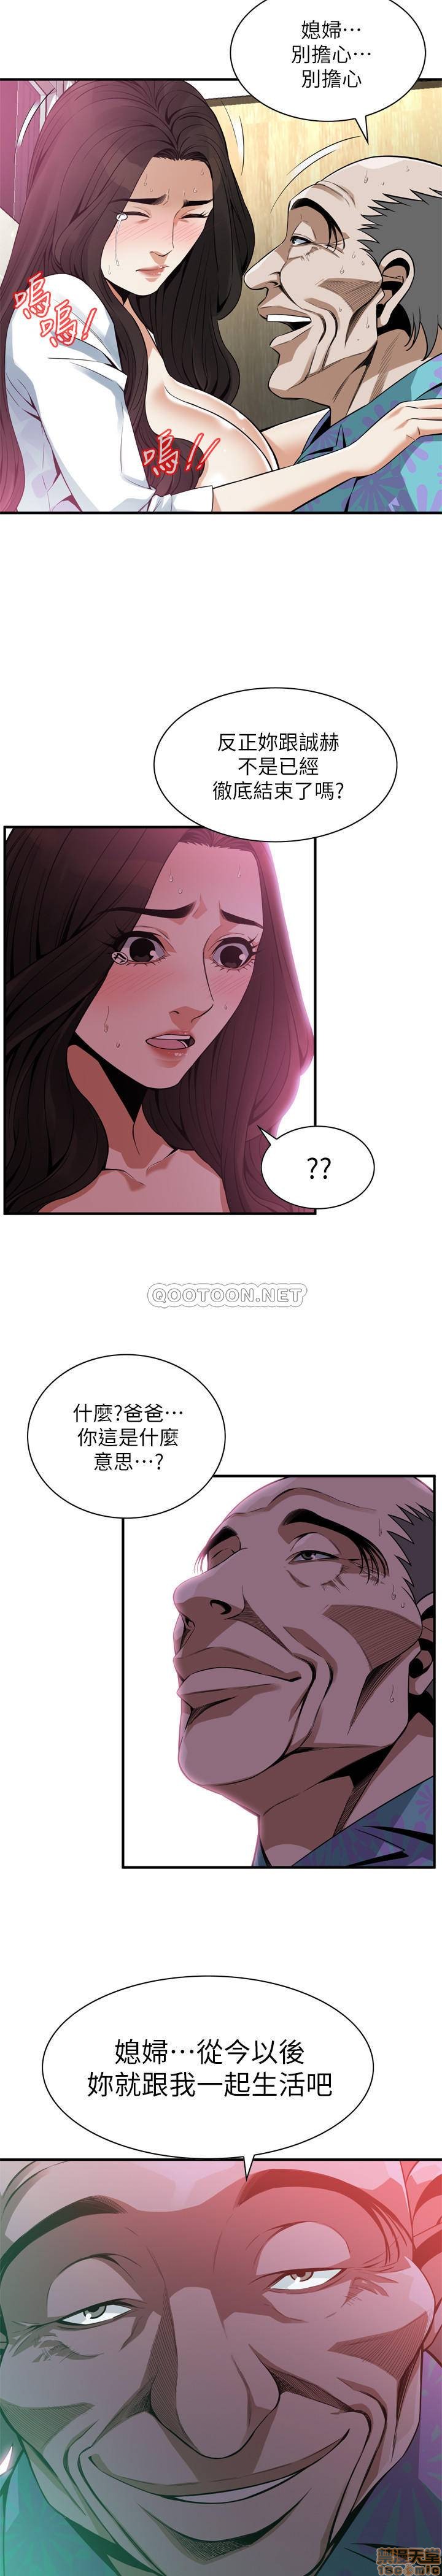 媳婦⋯
別擔心⋯
別擔心
嗚
嗚!
嗚!!
反正妳跟誠赫
不是已經
徹底結束了嗎?
??
QOOTOON.NET
什麼?爸爸⋯
你這是什麼
意思⋯?
媳婦⋯從今以後
妳就跟我一起生活吧